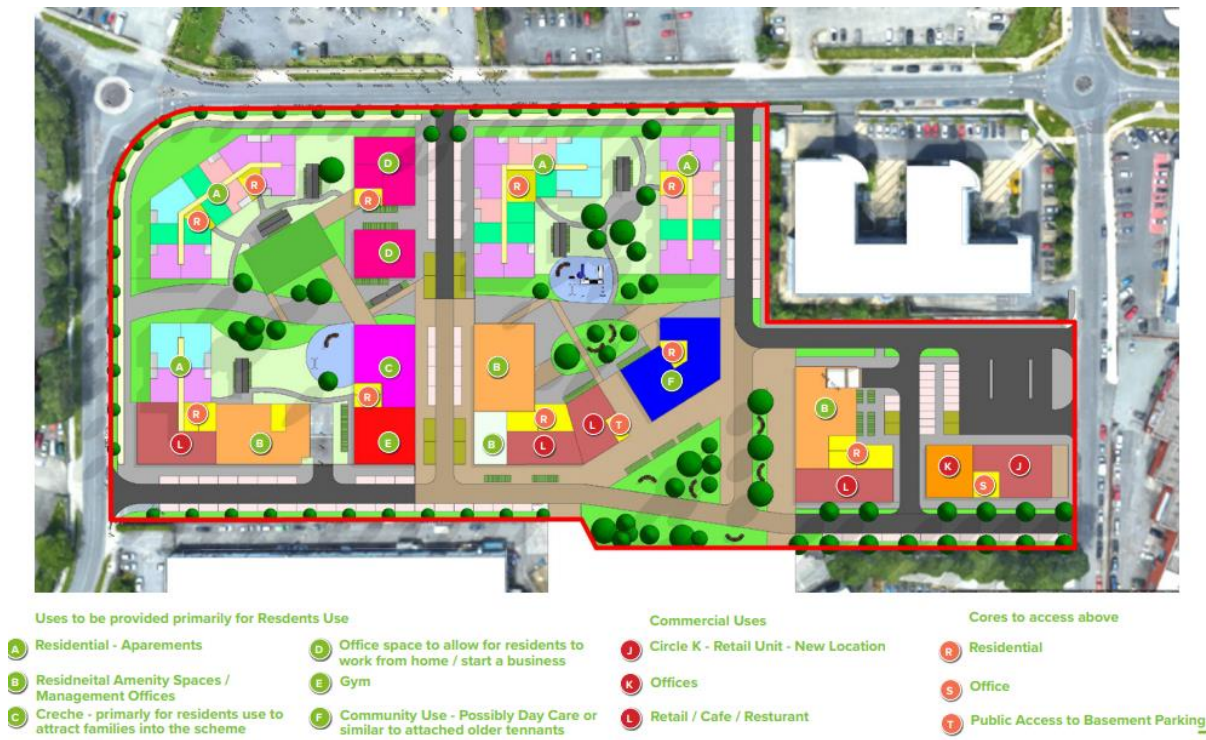 D
A
A
R
A
R
R
R
R
D
R
A
B
C
F
R
B
R
R
L
T
L
B
E
B
L
R
K
J
S
L
Uses to be provided primarily for Resdents Use
A Residential - Aparements
B Residneital Amenity Spaces /
Management Offices
C Creche - primarly for residents use to
attract families into the scheme
D Office space to allow for residents to
work from home / start a business
E Gym
F Community Use - Possibly Day Care or
similar to attached older tennants
Commercial Uses
J Circle K - Retail Unit - New Location
K Offices
L Retail / Cafe / Resturant
Cores to access above
R Residential
S Office
T Public Access to Basement Parking